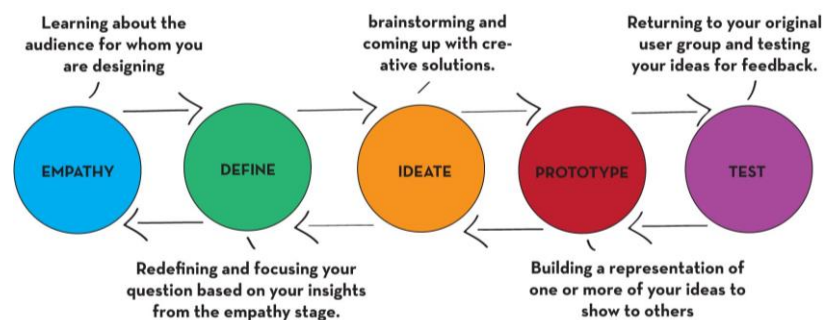 Learning about the
audience for whom you
are designing
brainstorming and
coming up with cre-
ative solutions.
Returning to your original
user group and testing
your ideas for feedback.
EMPATHY
DEFINE
IDEATE
PROTOTYPE
TEST
Redefining and focusing your
question based on your insights
from the empathy stage.
Building a representation of
one or more of your ideas to
show to others